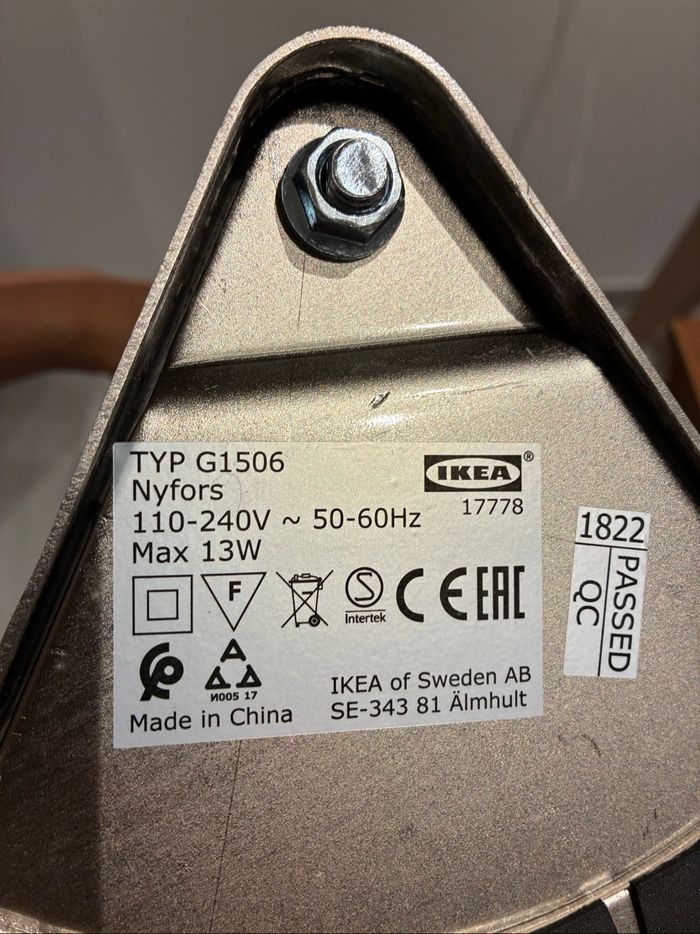 TYP G1506
Nyfors
110-240V ~ 50-60Hz
Max 13W
IKEA®
17778
F
S
Intertek
CE EAC
И005 17
Made in China
IKEA of Sweden AB
SE-343 81 Älmhult
1822
PASSED
QC